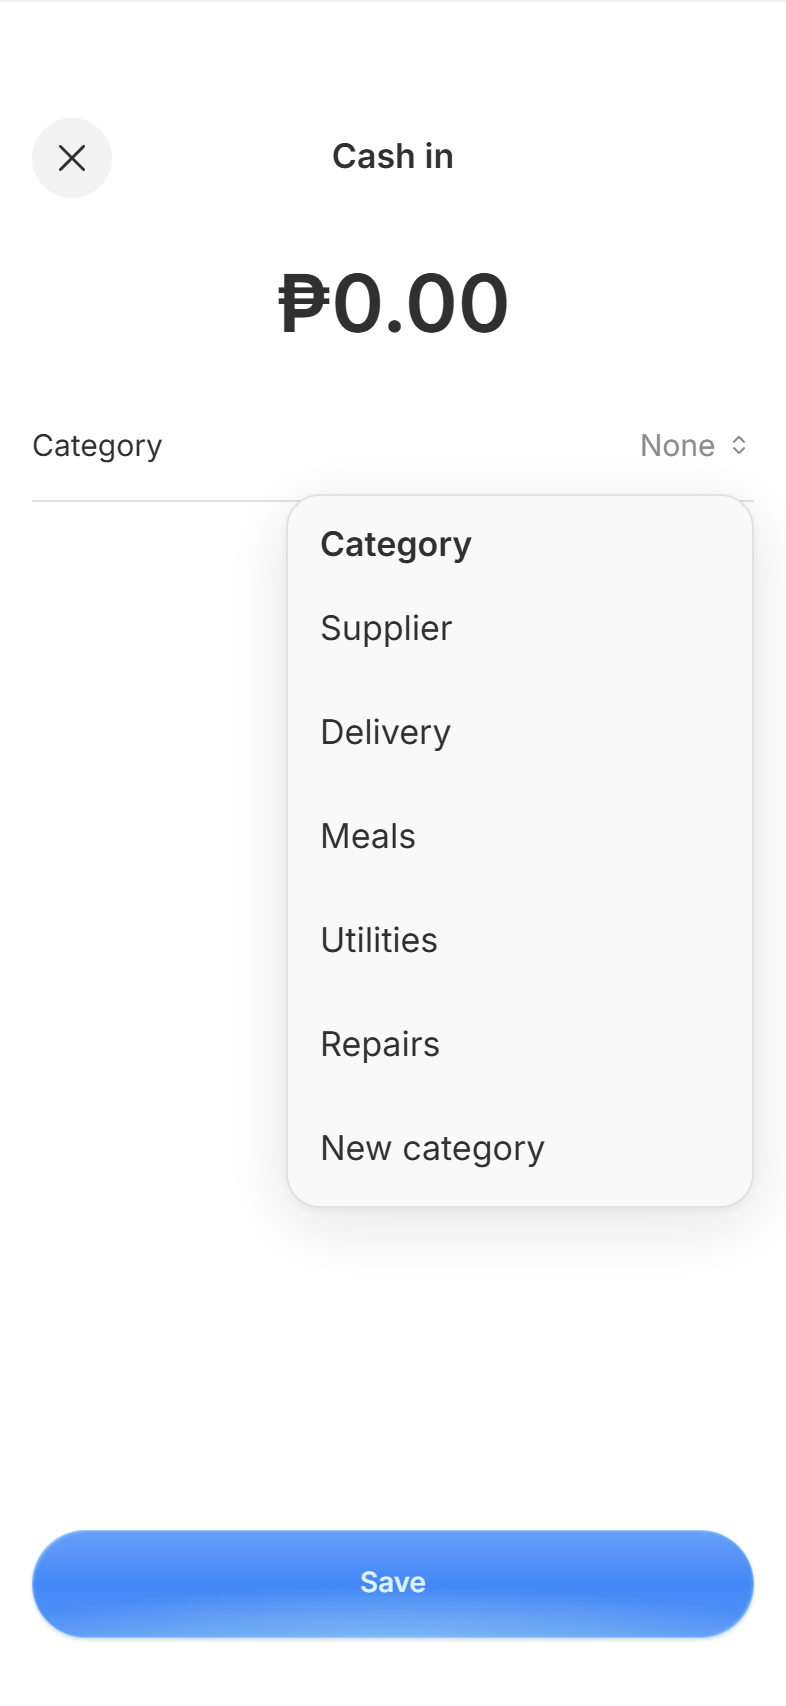 Cash in
₱0.00
Category
None
Category
Supplier
Delivery
Meals
Utilities
Repairs
New category
Save